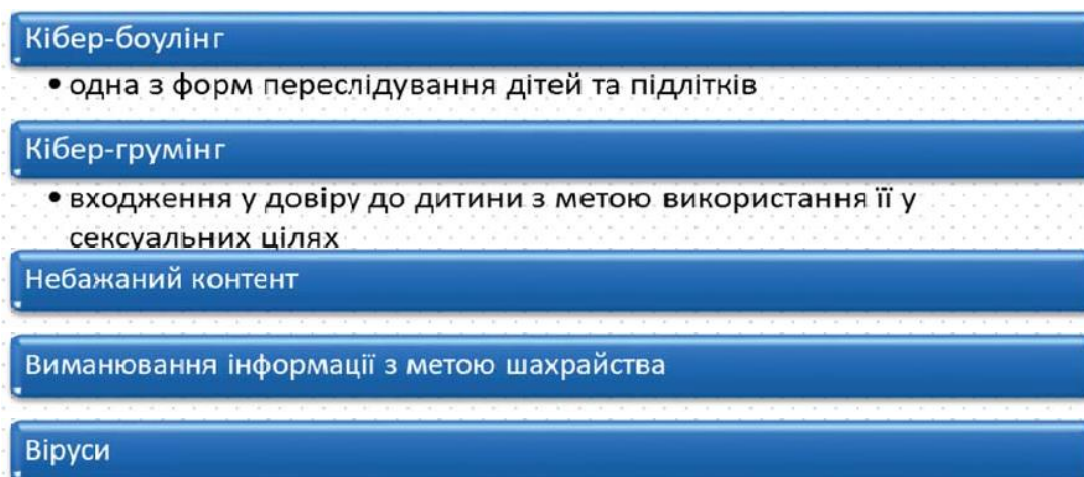 Кібер-боулінг
• одна з форм переслідування дітей та підлітків
Кібер-грумінг
• входження у довіру до дитини з метою використання її у
сексуальних цілях
Небажаний контент
Виманювання інформації з метою шахрайства
Віруси